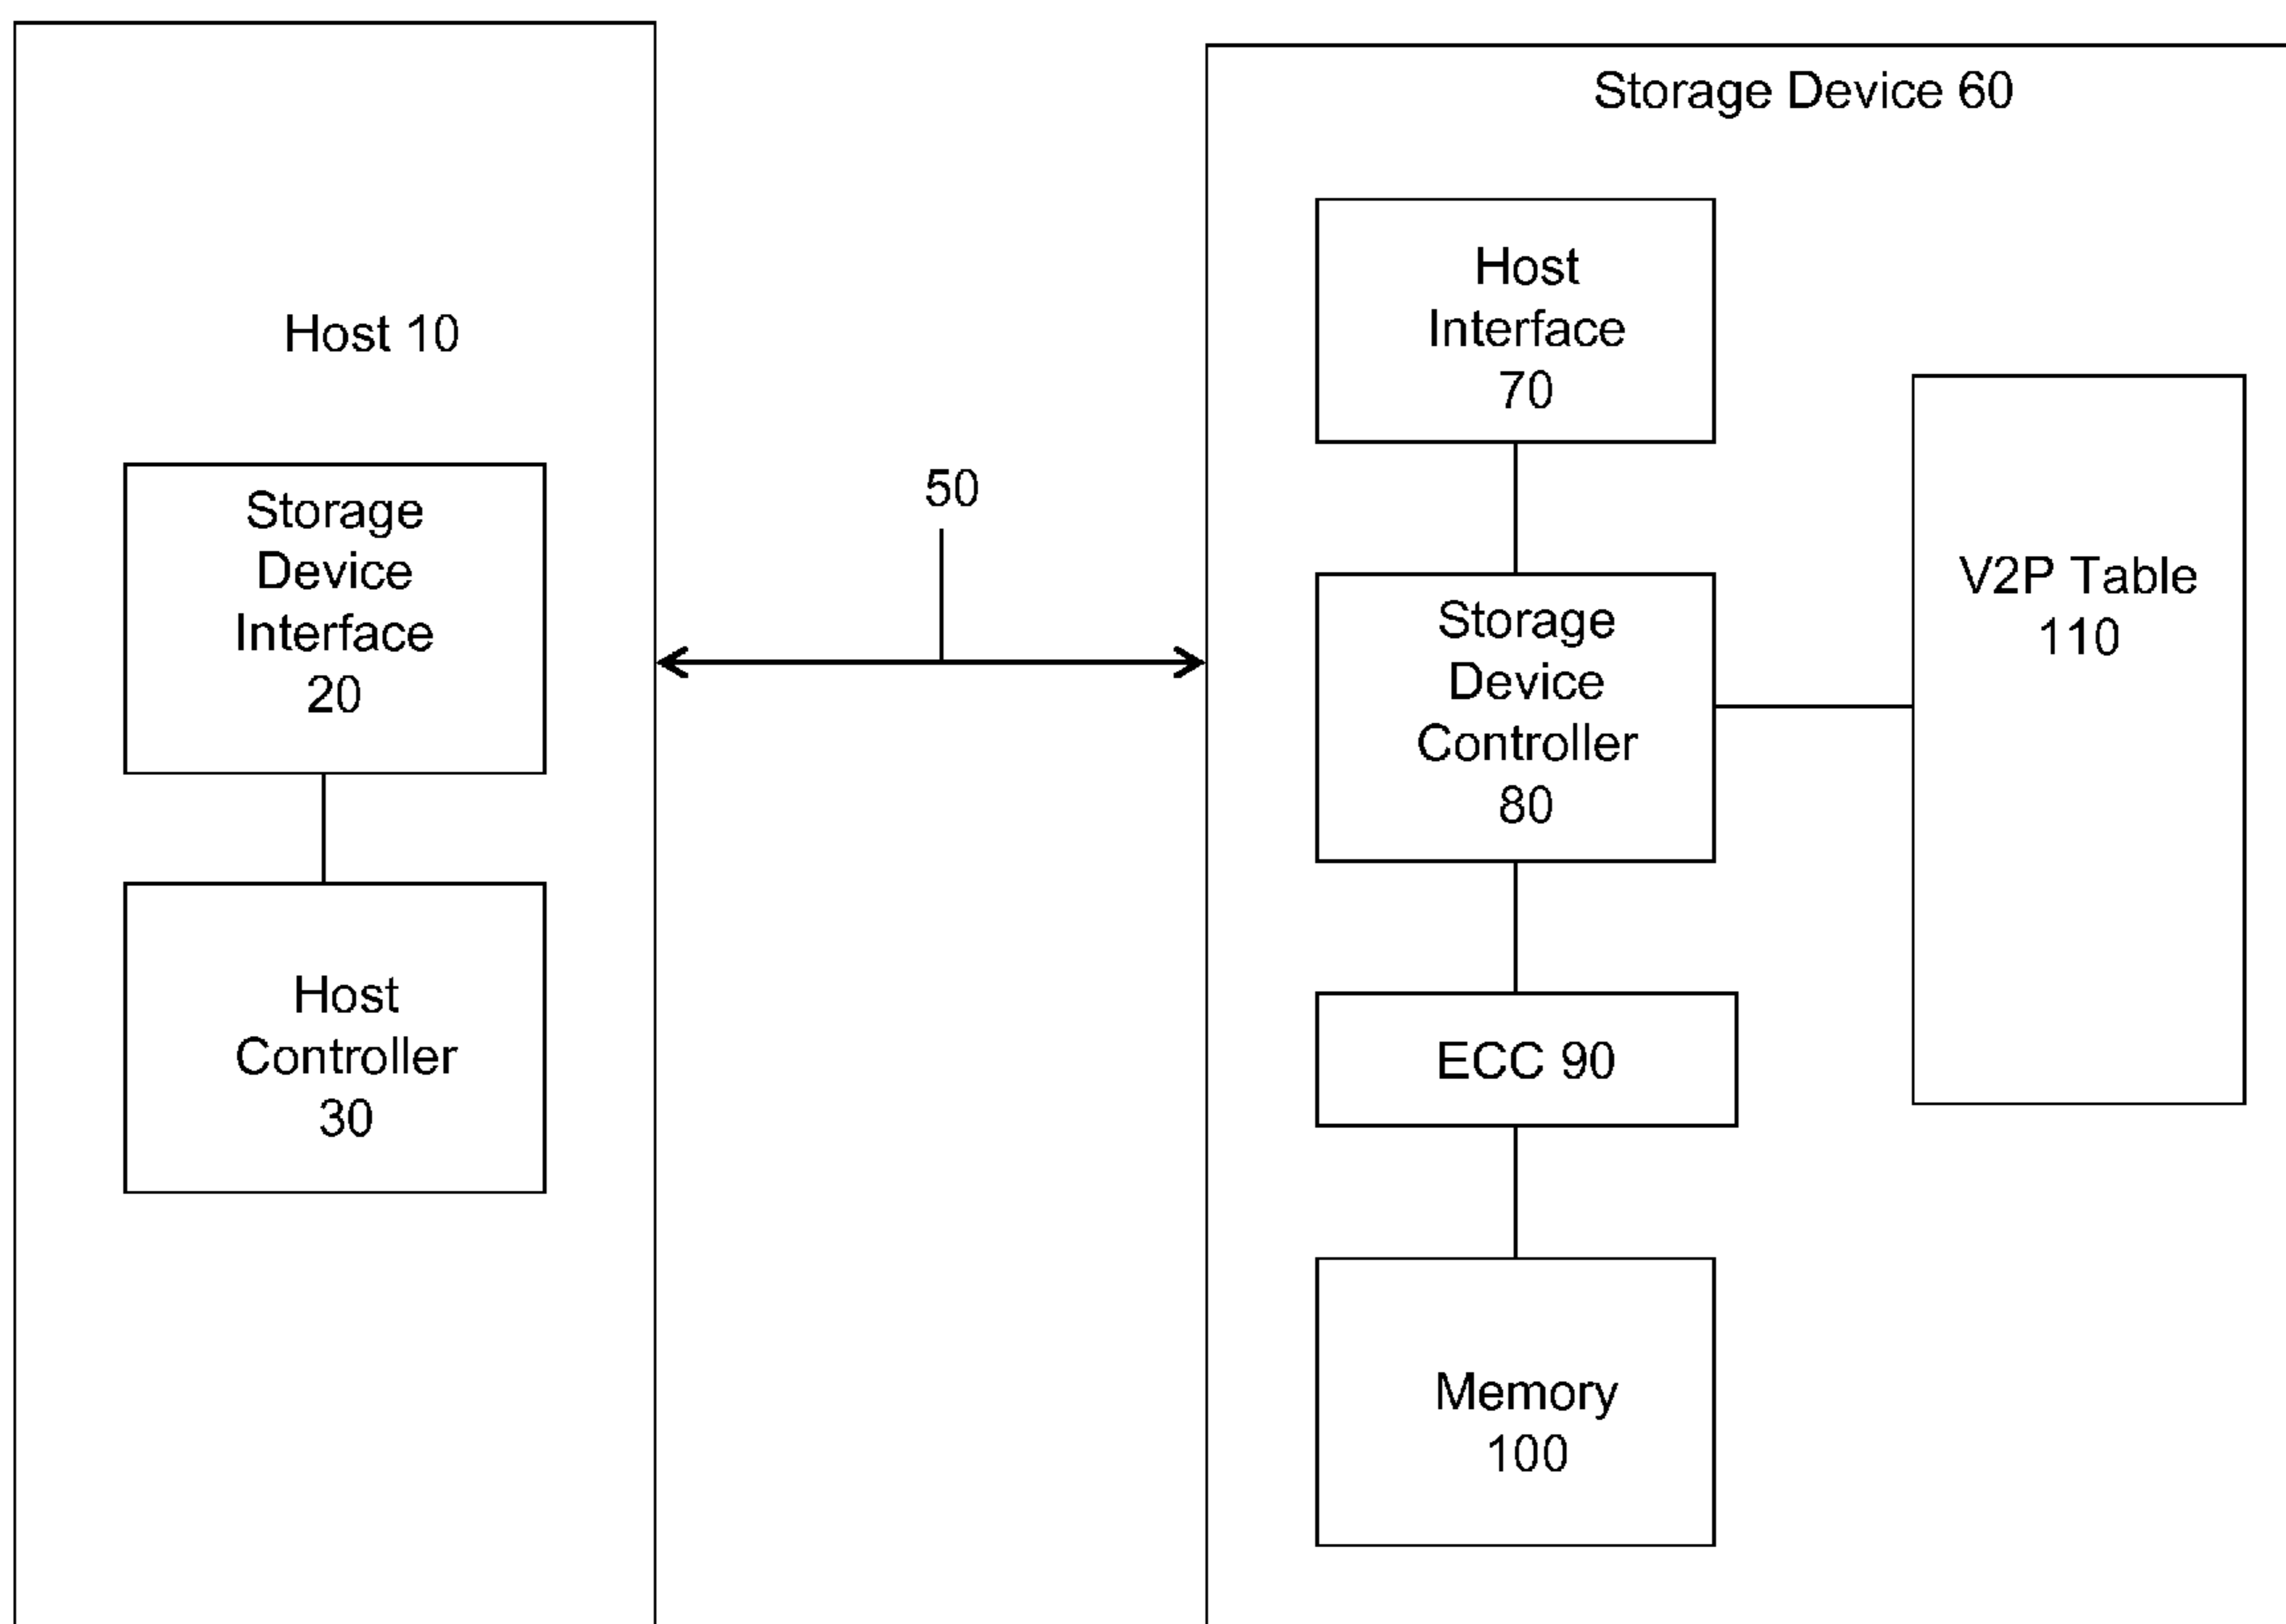 Host 10
Storage
Device
Interface
20
Host
Controller
30
50
Storage Device 60
Host
Interface
70
Storage
Device
Controller
80
ECC 90
Memory
100
V2P Table
110